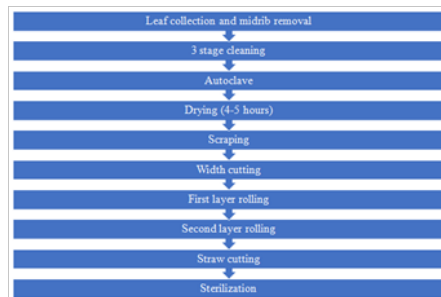 Leaf collection and midrib removal
3 stage cleaning
Autoclave
Drying (4-5 hours)
Scraping
Width cutting
First layer rolling
Second layer rolling
Straw cutting
Sterilization